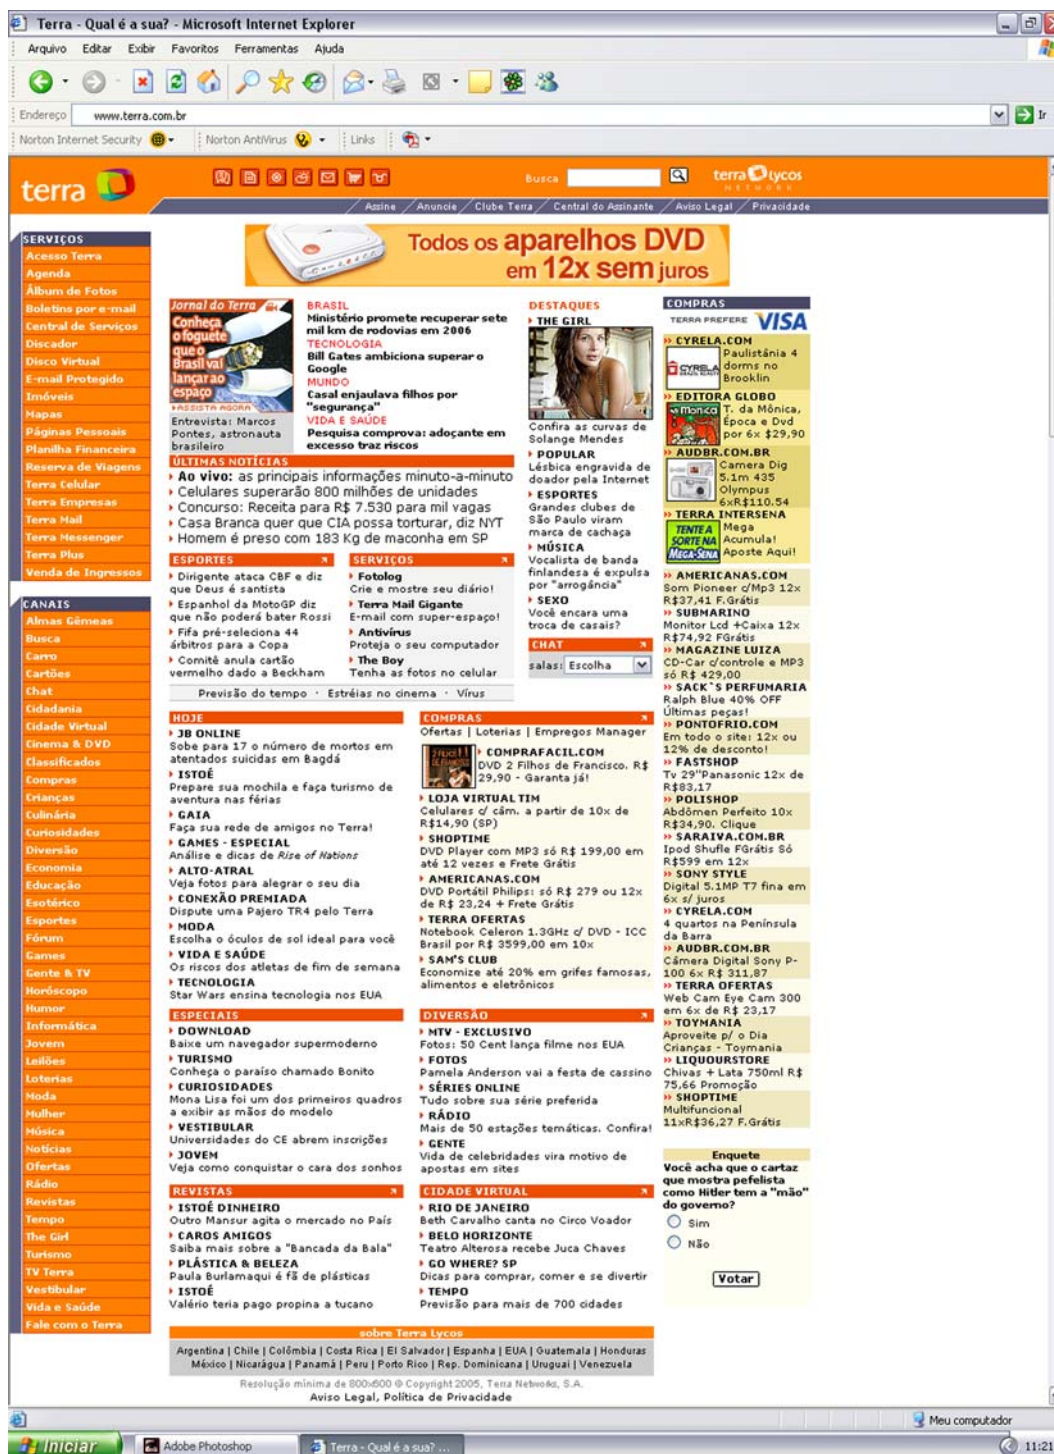 Terra - Qual é a sua? - Microsoft Internet Explorer
Arquivo Editar Exibir Favoritos Ferramentas Ajuda
Endereço www.terra.com.br Ir
Norton Internet Security Norton AntiVirus Links
terra
Busca
terra Lycos
NETWORK
Assine Anuncie Clube Terra Central do Assinante Aviso Legal Privacidade
SERVIÇOS
Acesso Terra
Agenda
Álbum de Fotos
Boletins por e-mail
Central de Serviços
Discador
Disco Virtual
E-mail Protegido
Imóveis
Mapas
Páginas Pessoais
Planilha Financeira
Reserva de Viagens
Terra Celular
Terra Empresas
Terra Mail
Terra Messenger
Terra Plus
Venda de Ingressos
CANAIS
Almas Gêmeas
Busca
Carro
Cartões
Chat
Cidadania
Cidade Virtual
Cinema & DVD
Classificados
Compras
Crianças
Culinária
Curiosidades
Diversão
Economia
Educação
Esotérico
Esportes
Fórum
Games
Gente & TV
Horóscopo
Humor
Informática
Jovem
Leilões
Loterias
Moda
Mulher
Música
Notícias
Ofertas
Rádio
Revistas
Tempo
The Girl
Turismo
TV Terra
Vestibular
Vida e Saúde
Fale com o Terra
Todos os aparelhos DVD
em 12x sem juros
Jornal do Terra
Conheça
o foguete
que o
Brasil vai
lançar ao
espaço
ASSISTA AGORA
Entrevista: Marcos
Pontes, astronauta
brasileiro
BRASIL
Ministério promete recuperar sete
mil km de rodovias em 2006
TECNOLOGIA
Bill Gates ambiciona superar o
Google
MUNDO
Casal enjaulava filhos por
"segurança"
VIDA E SAÚDE
Pesquisa comprova: adoçante em
excesso traz riscos
ÚLTIMAS NOTÍCIAS
Ao vivo: as principais informações minuto-a-minuto
Celulares superarão 800 milhões de unidades
Concurso: Receita para R$ 7.530 para mil vagas
Casa Branca quer que CIA possa torturar, diz NYT
Homem é preso com 183 Kg de maconha em SP
ESPORTES
Dirigente ataca CBF e diz
que Deus é santista
Espanhol da MotoGP diz
que não poderá bater Rossi
Fifa pré-seleciona 44
árbitros para a Copa
Comitê anula cartão
vermelho dado a Beckham
SERVIÇOS
Fotolog
Crie e mostre seu diário!
Terra Mail Gigante
E-mail com super-espaço!
Antivírus
Proteja o seu computador
The Boy
Tenha as fotos no celular
Previsão do tempo · Estréias no cinema · Vírus
DESTAQUES
THE GIRL
Confira as curvas de
Solange Mendes
POPULAR
Lésbica engravida de
doador pela Internet
ESPORTES
Grandes clubes de
São Paulo viram
marca de cachaça
MÚSICA
Vocalista de banda
finlandesa é expulsa
por "arrogância"
SEXO
Você encara uma
troca de casais?
CHAT
salas: Escolha
HOJE
JB ONLINE
Sobe para 17 o número de mortos em
atentados suicidas em Bagdá
ISTOÉ
Prepare sua mochila e faça turismo de
aventura nas férias
GAIA
Faça sua rede de amigos no Terra!
GAMES - ESPECIAL
Análise e dicas de Rise of Nations
ALTO-ATRAL
Veja fotos para alegrar o seu dia
CONEXÃO PREMIADA
Dispute uma Pajero TR4 pelo Terra
MODA
Escolha o óculos de sol ideal para você
VIDA E SAÚDE
Os riscos dos atletas de fim de semana
TECNOLOGIA
Star Wars ensina tecnologia nos EUA
COMPRAS
Ofertas | Loterias | Empregos Manager
COMPRAFACIL.COM
DVD 2 Filhos de Francisco. R$
29,90 - Garanta já!
LOJA VIRTUAL TIM
Celulares c/ câm. a partir de 10x de
R$14,90 (SP)
SHOPTIME
DVD Player com MP3 só R$ 199,00 em
até 12 vezes e Frete Grátis
AMERICANAS.COM
DVD Portátil Philips: só R$ 279 ou 12x
de R$ 23,24 + Frete Grátis
TERRA OFERTAS
Notebook Celeron 1.3GHz c/ DVD - ICC
Brasil por R$ 3599,00 em 10x
SAM'S CLUB
Economize até 20% em grifes famosas,
alimentos e eletrônicos
ESPECIAIS
DOWNLOAD
Baixe um navegador supermoderno
TURISMO
Conheça o paraíso chamado Bonito
CURIOSIDADES
Mona Lisa foi um dos primeiros quadros
a exibir as mãos do modelo
VESTIBULAR
Universidades do CE abrem inscrições
JOVEM
Veja como conquistar o cara dos sonhos
DIVERSÃO
MTV - EXCLUSIVO
Fotos: 50 Cent lança filme nos EUA
FOTOS
Pamela Anderson vai a festa de cassino
SÉRIES ONLINE
Tudo sobre sua série preferida
RÁDIO
Mais de 50 estações temáticas. Confira!
GENTE
Vida de celebridades vira motivo de
apostas em sites
REVISTAS
ISTOÉ DINHEIRO
Outro Mansur agita o mercado no País
CAROS AMIGOS
Saiba mais sobre a "Bancada da Bala"
PLÁSTICA & BELEZA
Paula Burlamaqui é fã de plásticas
ISTOÉ
Valério teria pago propina a tucano
CIDADE VIRTUAL
RIO DE JANEIRO
Beth Carvalho canta no Circo Voador
BELO HORIZONTE
Teatro Alterosa recebe Juca Chaves
GO WHERE? SP
Dicas para comprar, comer e se divertir
TEMPO
Previsão para mais de 700 cidades
COMPRAS
TERRA PREFERE VISA
CYRELA.COM
CYRELA
Paulistânia 4
dorms no
Brooklin
EDITORA GLOBO
Monica
T. da Mônica,
Época e Dvd
por 6x $29,90
AUDBR.COM.BR
Camera Dig
5.1m 435
Olympus
6xR$110.54
TERRA INTERSENA
TENTE A
SORTE NA
MEGA-SENA
Mega
Acumula!
Aposte Aqui!
AMERICANAS.COM
Som Pioneer c/Mp3 12x
R$37,41 F.Grátis
SUBMARINO
Monitor Lcd +Caixa 12x
R$74,92 FGrátis
MAGAZINE LUIZA
CD-Car c/controle e MP3
só R$ 429,00
SACK`S PERFUMARIA
Ralph Blue 40% OFF
Últimas peças!
PONTOFRIO.COM
Em todo o site: 12x ou
12% de desconto!
FASTSHOP
Tv 29"Panasonic 12x de
R$83,17
POLISHOP
Abdômen Perfeito 10x
R$34,90. Clique
SARAIVA.COM.BR
Ipod Shufle FGrátis Só
R$599 em 12x
SONY STYLE
Digital 5.1MP T7 fina em
6x s/ juros
CYRELA.COM
4 quartos na Península
da Barra
AUDBR.COM.BR
Câmera Digital Sony P-
100 6x R$ 311,87
TERRA OFERTAS
Web Cam Eye Cam 300
em 6x de R$ 23,17
TOYMANIA
Aproveite p/ o Dia
Crianças - Toymania
LIQUOURSTORE
Chivas + Lata 750ml R$
75,66 Promoção
SHOPTIME
Multifuncional
11xR$36,27 F.Grátis
Enquete
Você acha que o cartaz
que mostra pefelista
como Hitler tem a "mão"
do governo?
Sim
Não
Votar
sobre Terra Lycos
Argentina | Chile | Colômbia | Costa Rica | El Salvador | Espanha | EUA | Guatemala | Honduras
México | Nicarágua | Panamá | Peru | Porto Rico | Rep. Dominicana | Uruguai | Venezuela
Resolução mínima de 800x600 © Copyright 2005, Terra Networks, S.A.
Aviso Legal, Política de Privacidade
Meu computador
Iniciar Adobe Photoshop Terra - Qual é a sua? ... 11:21